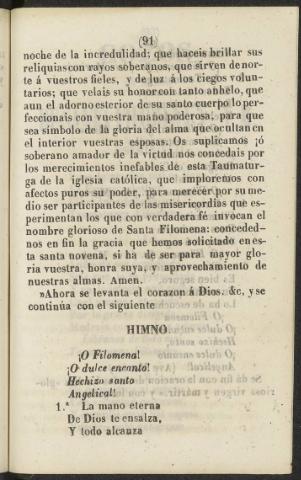 (91)
noche de la incredulidad; que haceis brillar sus
reliquias con rayos soberanos, que sirven de nor-
te á vuestros fieles, y de luz á los ciegos volun-
tarios; que velais su honor con tanto anhelo, que
aun el adorno esterior de su santo cuerpo lo per-
feccionais con vuestra mano poderosa, para que
sea símbolo de la gloria del alma que ocultan en
el interior vuestras esposas. Os suplicamos ¡ó
soberano amador de la virtud nos concedais por
los merecimientos inefables de esta Taumatur-
ga de la iglesia católica, que imploremos con
afectos puros su poder, para merecer por su me-
dio ser participantes de las misericordias que es-
perimentan los que con verdadera fé invocan el
nombre glorioso de Santa Filomena: conceded-
nos en fin la gracia que hemos solicitado en es-
ta santa novena, si ha de ser para mayor glo-
ria vuestra, honra suya, y aprovechamiento de
nuestras almas. Amen.
»Ahora se levanta el corazon á Dios, &c, y se
continúa con el siguiente
HIMNO.
¡O Filomena!
¡O dulce encanto!
Hechizo santo
Angelical!
1.ª La mano eterna
De Dios te ensalza,
Y todo alcanza